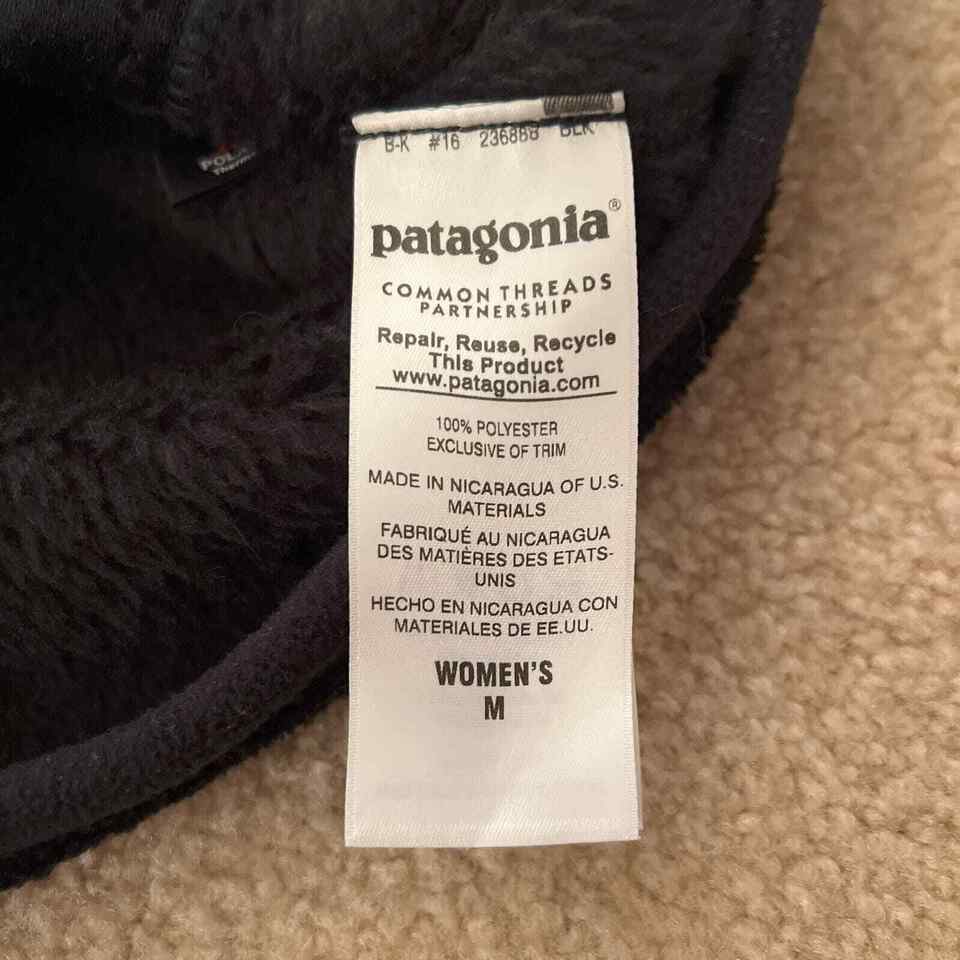 B-K #16 236888 BLK
patagonia®
COMMON THREADS
PARTNERSHIP
Repair, Reuse, Recycle
This Product
www.patagonia.com
100% POLYESTER
EXCLUSIVE OF TRIM
MADE IN NICARAGUA OF U.S.
MATERIALS
FABRIQUÉ AU NICARAGUA
DES MATIÈRES DES ETATS-
UNIS
HECHO EN NICARAGUA CON
MATERIALES DE EE.UU.
WOMEN'S
M